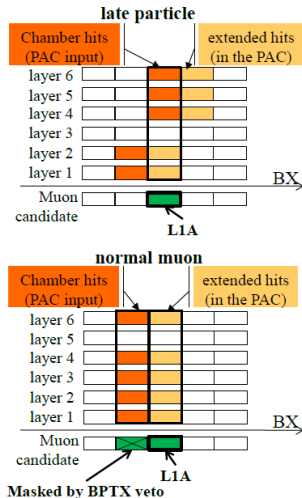 late particle
Chamber hits
(PAC input)
extended hits
(in the PAC)
layer 6
layer 5
layer 4
layer 3
layer 2
layer 1
BX
Muon
candidate
L1A
normal muon
Chamber hits
(PAC input)
extended hits
(in the PAC)
layer 6
layer 5
layer 4
layer 3
layer 2
layer 1
BX
Muon
candidate
L1A
Masked by BPTX veto